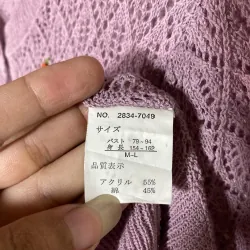 NO. 2834-7049
サイズ
バスト 79~94
身長 154~162
M-L
品質表示
アクリル 55%
綿 45%